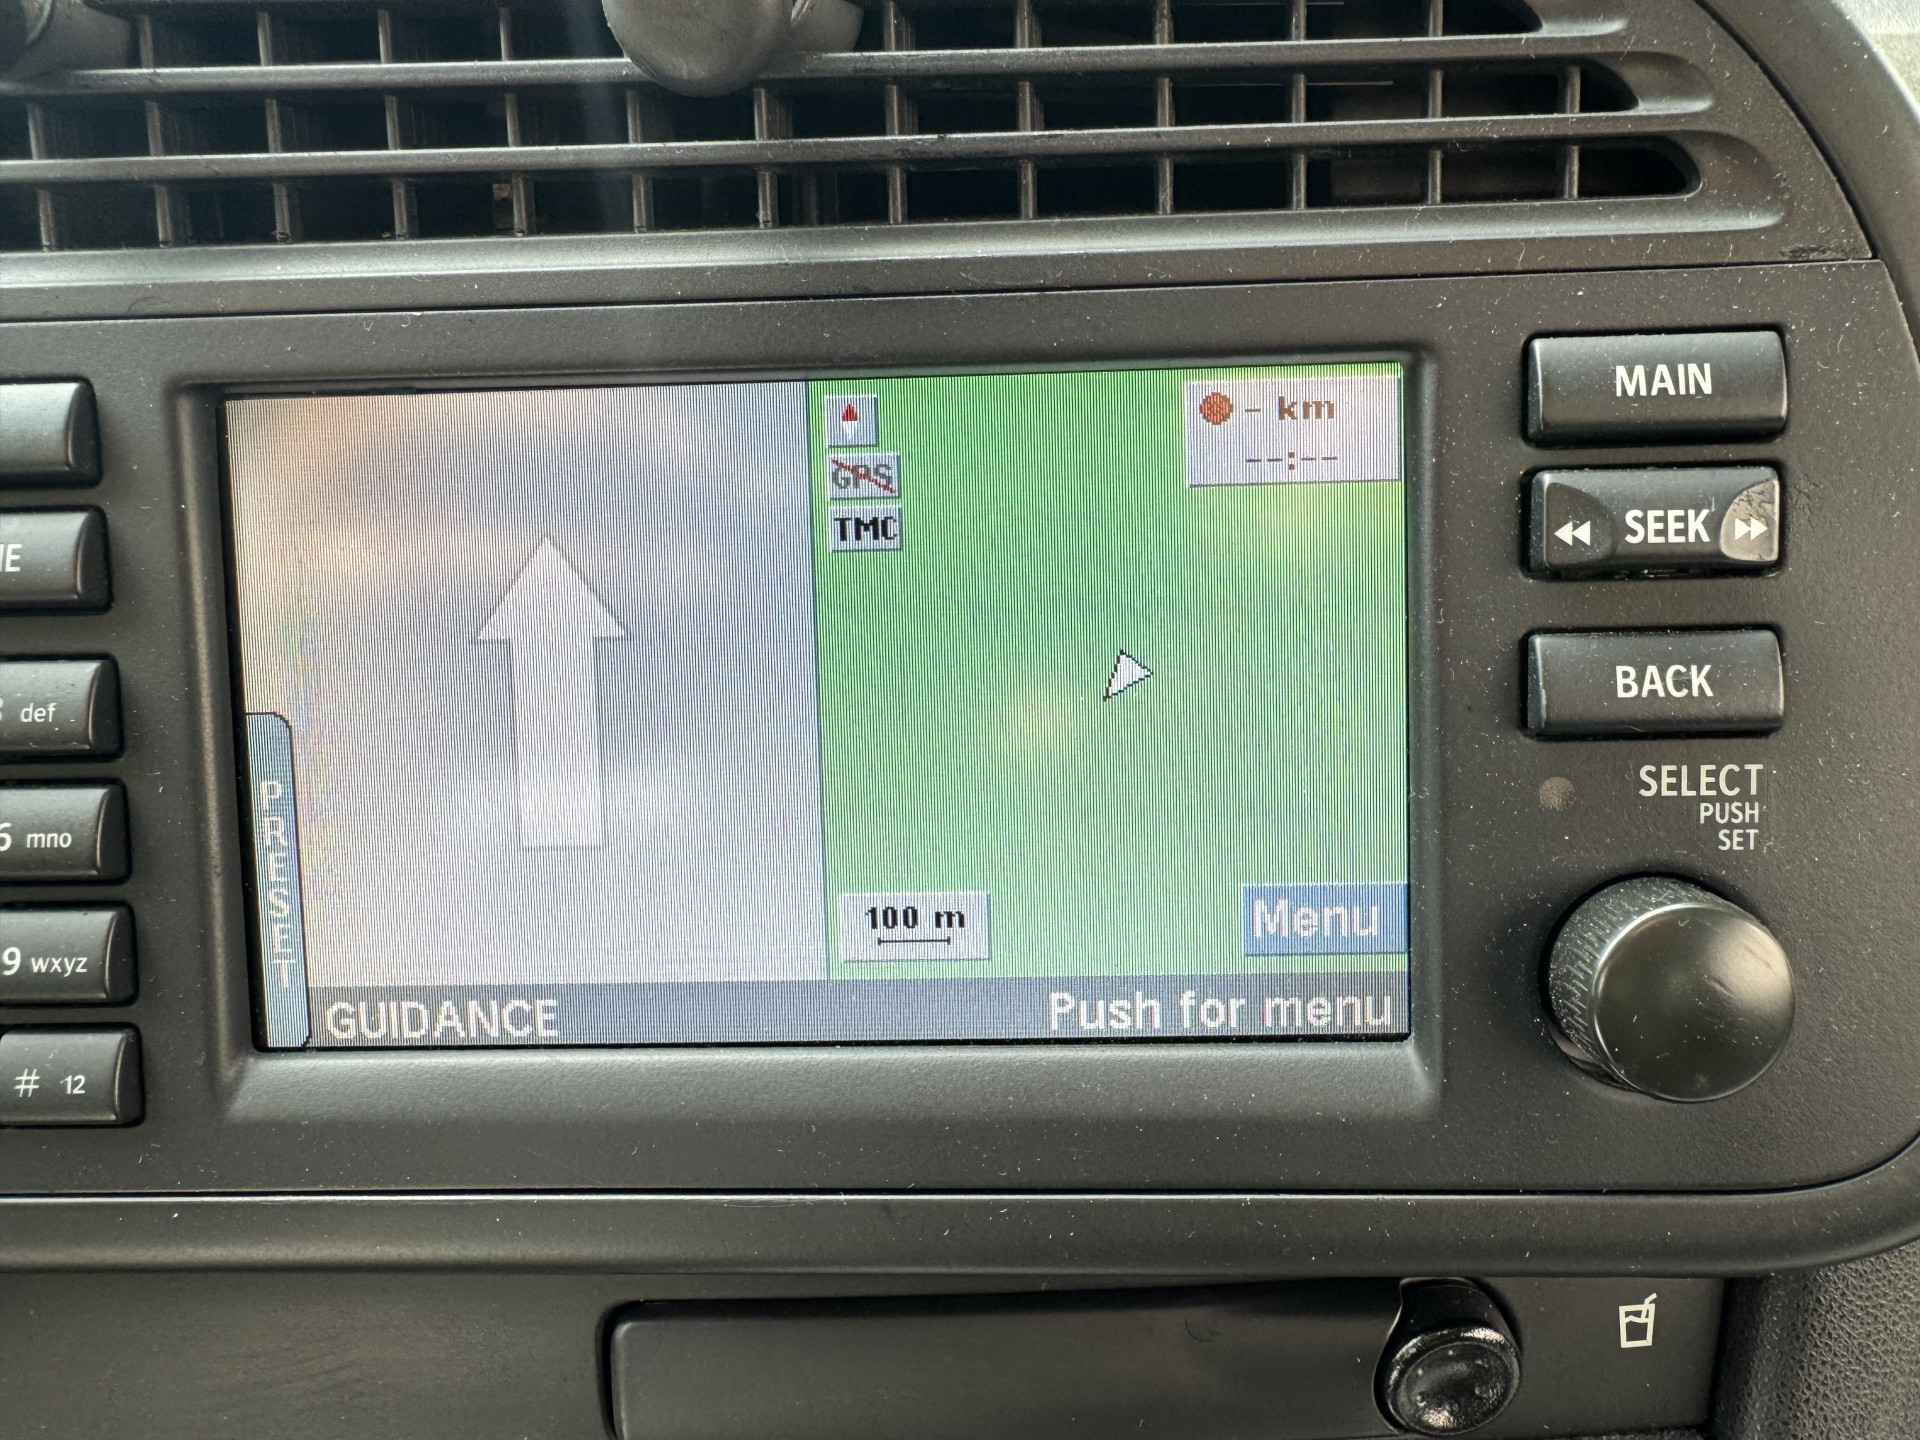 MAIN
- km
--:--
GPS
TMC
SEEK
def
BACK
PRESET
SELECT
PUSH
SET
6 mno
100 m
Menu
9 wxyz
GUIDANCE
Push for menu
# 12